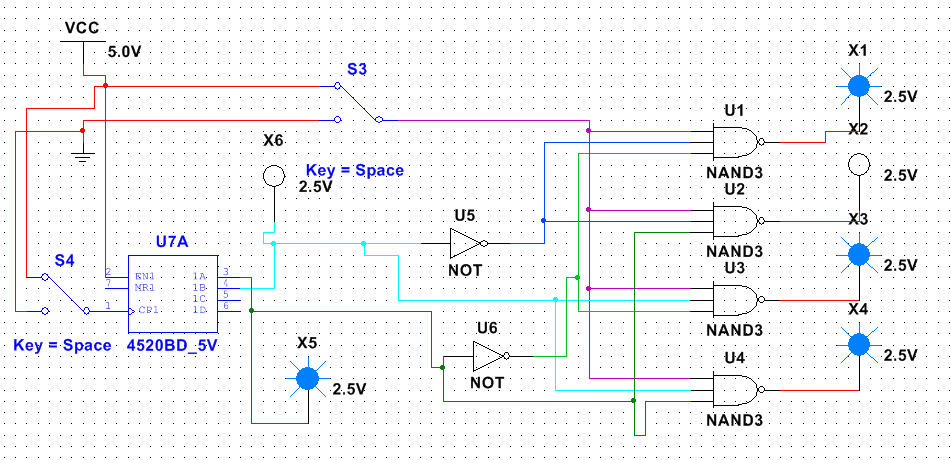 VCC
5.0V
S3
X1
2.5V
U1
X2
X6
Key = Space
2.5V
NAND3
2.5V
U2
U5
X3
NOT
NAND3
2.5V
U7A
S4
U3
2 EN1 1A 3
7 MR1 1B 4
1C 5
1 CP1 1D 6
X4
U6
NAND3
Key = Space
4520BD_5V
X5
2.5V
U4
NOT
2.5V
NAND3